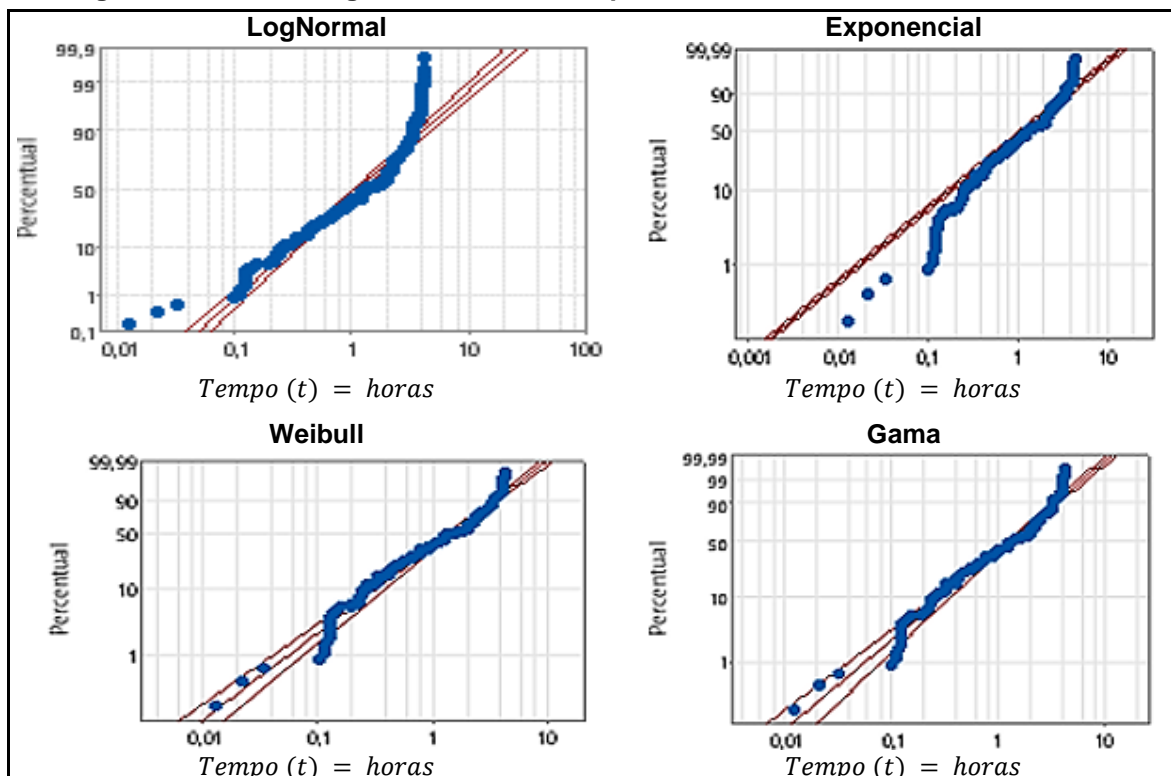 LogNormal
99,9
99
90
50
10
1
0,1
Percentual
0,01 0,1 1 10 100
Tempo (t) = horas
Exponencial
99,99
90
50
10
1
Percentual
0,001 0,01 0,1 1 10
Tempo (t) = horas
Weibull
99,99
90
50
10
1
Percentual
0,01 0,1 1 10
Tempo (t) = horas
Gama
99,99
99
90
50
10
1
Percentual
0,01 0,1 1 10
Tempo (t) = horas